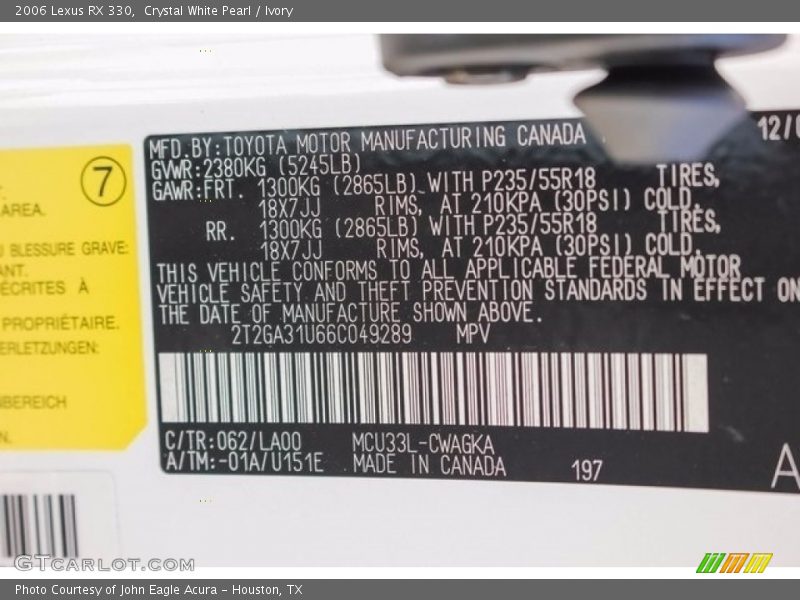 2006 Lexus RX 330,  Crystal White Pearl / Ivory
7
AREA.
BLESSURE GRAVE:
ANT.
ÉCRITES À
PROPRIÉTAIRE.
ERLETZUNGEN:
BEREICH
N.
MFD.BY:TOYOTA MOTOR MANUFACTURING CANADA 12/0
GVWR:2380KG (5245LB)
GAWR:FRT. 1300KG (2865LB) WITH P235/55R18 TIRES,
18X7JJ RIMS, AT 210KPA (30PSI) COLD.
RR. 1300KG (2865LB) WITH P235/55R18 TIRES,
18X7JJ RIMS, AT 210KPA (30PSI) COLD.
THIS VEHICLE CONFORMS TO ALL APPLICABLE FEDERAL MOTOR
VEHICLE SAFETY AND THEFT PREVENTION STANDARDS IN EFFECT ON
THE DATE OF MANUFACTURE SHOWN ABOVE.
2T2GA31U66C049289 MPV
C/TR:062/LA00 MCU33L-CWAGKA
A/TM:-01A/U151E MADE IN CANADA 197 A
GTcarlot.com
Photo Courtesy of John Eagle Acura - Houston, TX